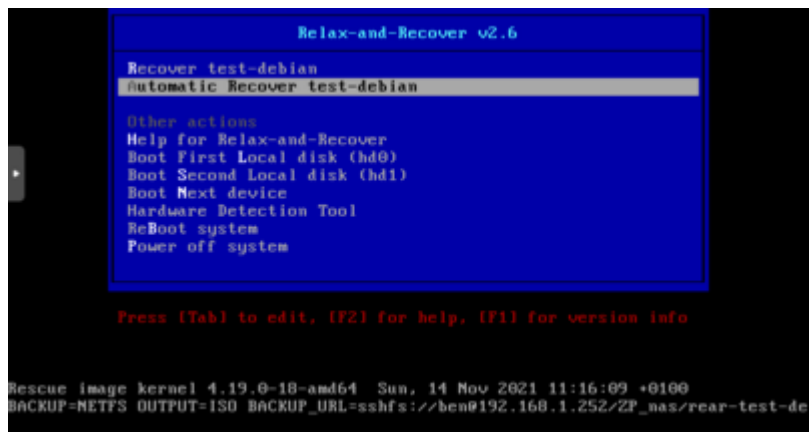 Relax-and-Recover v2.6
Recover test-debian
Automatic Recover test-debian
Other actions
Help for Relax-and-Recover
Boot First Local disk (hd0)
Boot Second Local disk (hd1)
Boot Next device
Hardware Detection Tool
ReBoot system
Power off system
Press [Tab] to edit, [F2] for help, [F1] for version info
Rescue image kernel 4.19.0-18-amd64 Sun, 14 Nov 2021 11:16:09 +0100
BACKUP=NETFS OUTPUT=ISO BACKUP_URL=sshfs://ben@192.168.1.252/ZP_nas/rear-test-de